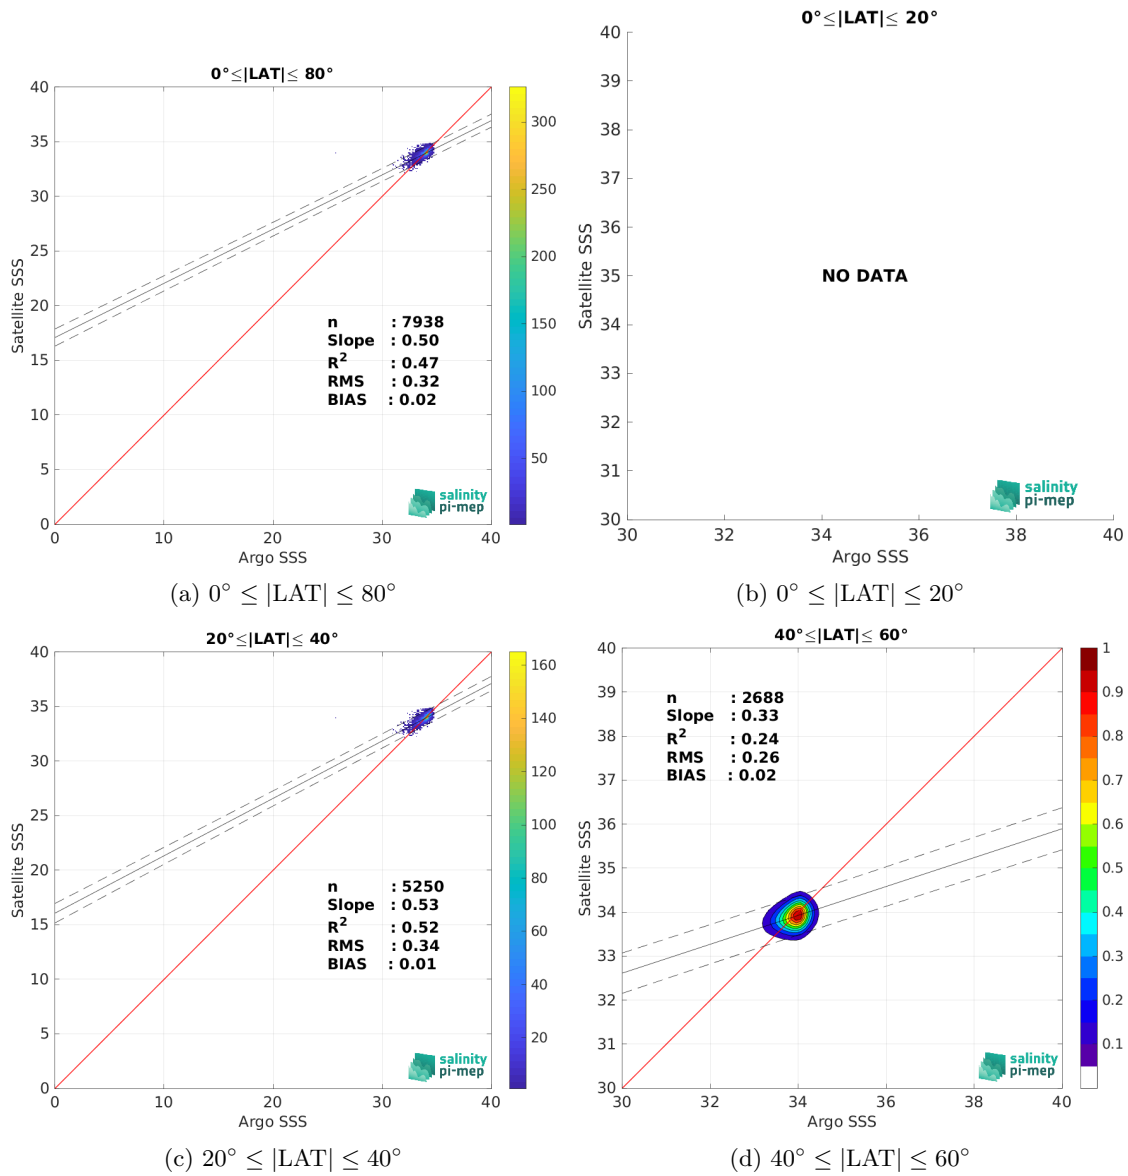 0°≤|LAT|≤ 80°
40
35
30
25
20
15
10
5
0
Satellite SSS
n : 7938
Slope : 0.50
R² : 0.47
RMS : 0.32
BIAS : 0.02
salinity
pi-mep
0 10 20 30 40
Argo SSS
300
250
200
150
100
50
(a) 0° ≤ |LAT| ≤ 80°
0°≤|LAT|≤ 20°
40
39
38
37
36
35
34
33
32
31
30
Satellite SSS
NO DATA
salinity
pi-mep
30 32 34 36 38 40
Argo SSS
(b) 0° ≤ |LAT| ≤ 20°
20°≤|LAT|≤ 40°
40
35
30
25
20
15
10
5
0
Satellite SSS
n : 5250
Slope : 0.53
R² : 0.52
RMS : 0.34
BIAS : 0.01
salinity
pi-mep
0 10 20 30 40
Argo SSS
160
140
120
100
80
60
40
20
(c) 20° ≤ |LAT| ≤ 40°
40°≤|LAT|≤ 60°
40
39
38
37
36
35
34
33
32
31
30
Satellite SSS
n : 2688
Slope : 0.33
R² : 0.24
RMS : 0.26
BIAS : 0.02
salinity
pi-mep
30 32 34 36 38 40
Argo SSS
1
0.9
0.8
0.7
0.6
0.5
0.4
0.3
0.2
0.1
(d) 40° ≤ |LAT| ≤ 60°